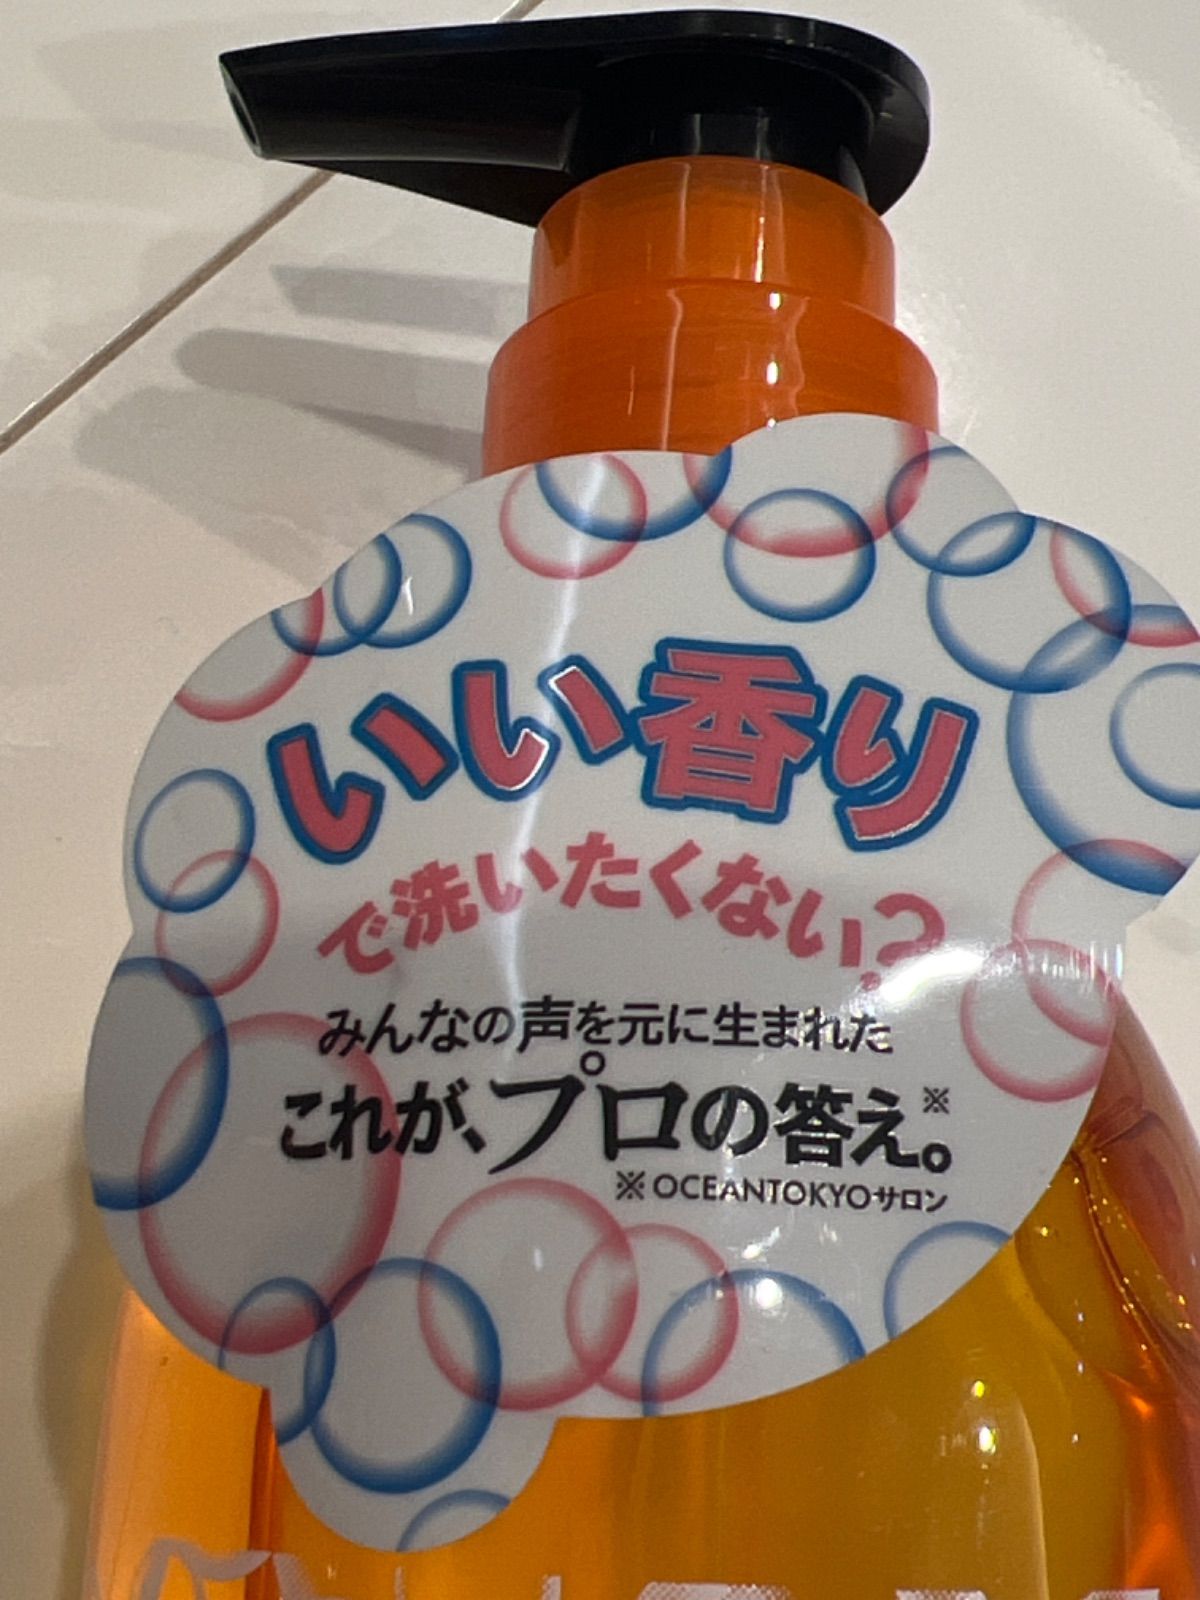 いい香り
で洗いたくない?
みんなの声を元に生まれた
これが、プロの答え。※
※OCEANTOKYOサロン